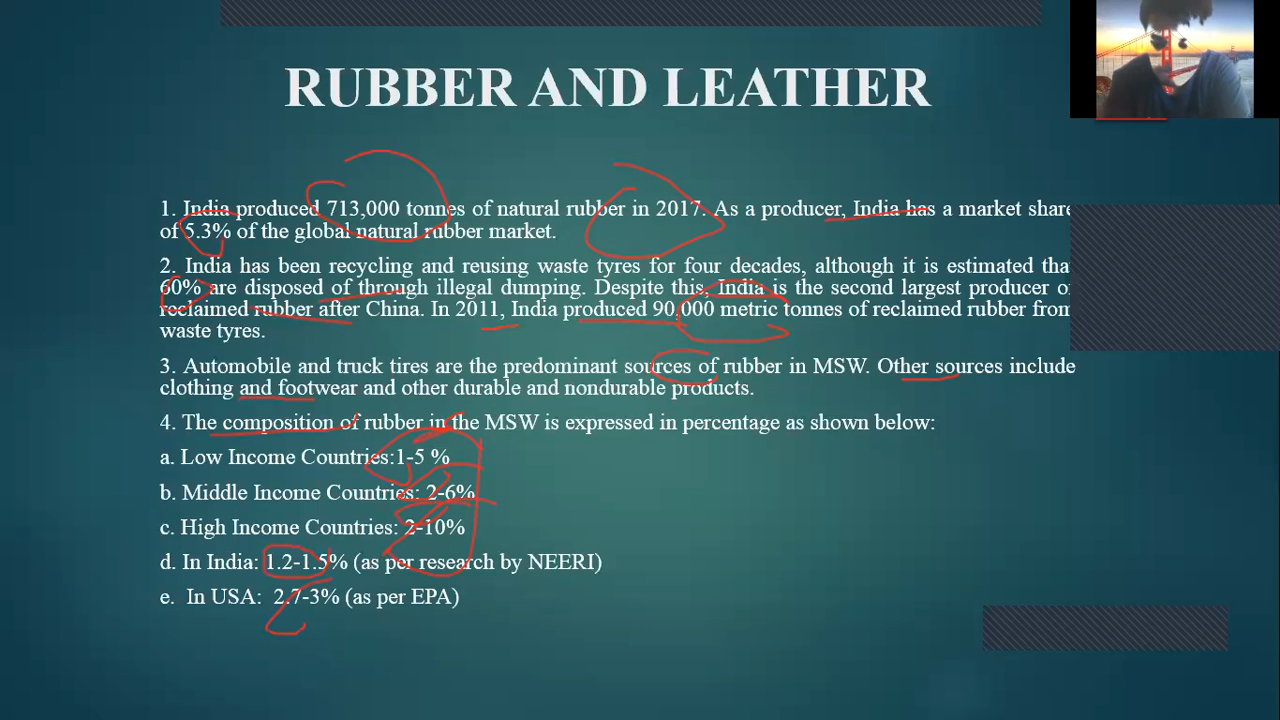 RUBBER AND LEATHER
1. India produced 713,000 tonnes of natural rubber in 2017. As a producer, India has a market share
of 5.3% of the global natural rubber market.
2. India has been recycling and reusing waste tyres for four decades, although it is estimated tha
60% are disposed of through illegal dumping. Despite this, India is the second largest producer o
reclaimed rubber after China. In 2011, India produced 90,000 metric tonnes of reclaimed rubber from
waste tyres.
3. Automobile and truck tires are the predominant sources of rubber in MSW. Other sources include
clothing and footwear and other durable and nondurable products.
4. The composition of rubber in the MSW is expressed in percentage as shown below:
a. Low Income Countries:1-5 %
b. Middle Income Countries: 2-6%
c. High Income Countries: 2-10%
d. In India: 1.2-1.5% (as per research by NEERI)
e. In USA: 2.7-3% (as per EPA)